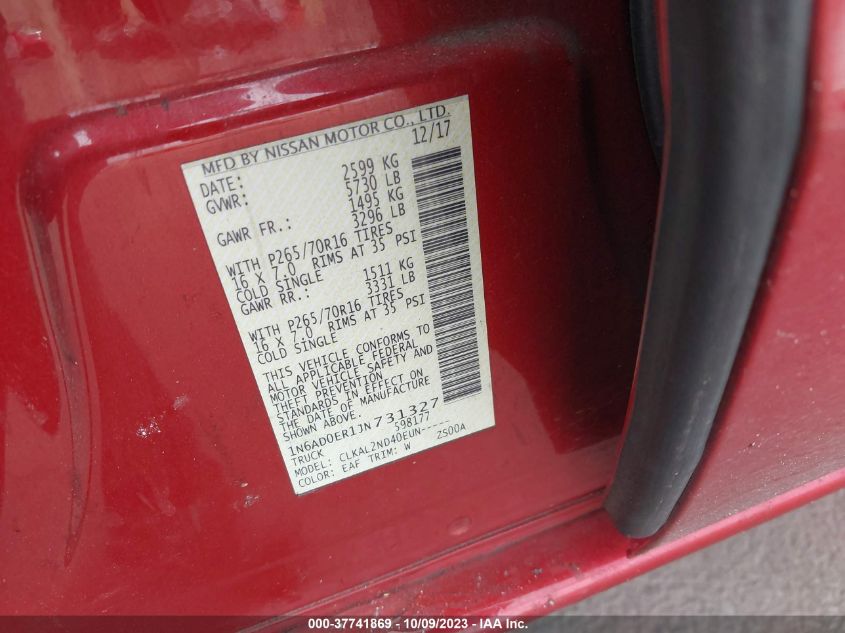 MFD BY NISSAN MOTOR CO., LTD.
DATE: 12/17
GVWR: 2599 KG
5730 LB
GAWR FR.: 1495 KG
3296 LB
WITH P265/70R16 TIRES
16 X 7.0 RIMS AT 35 PSI
COLD SINGLE
GAWR RR.: 1511 KG
3331 LB
WITH P265/70R16 TIRES
16 X 7.0 RIMS AT 35 PSI
COLD SINGLE
THIS VEHICLE CONFORMS TO
ALL APPLICABLE FEDERAL
MOTOR VEHICLE SAFETY AND
THEFT PREVENTION
STANDARDS IN EFFECT ON
THE DATE OF MANUFACTURE
SHOWN ABOVE.
1N6AD0ER1JN731327
TRUCK 598177
MODEL: CLKAL2ND40EUN-----
COLOR: EAF TRIM: W 2S00A
000-37741869 - 10/09/2023 - IAA Inc.